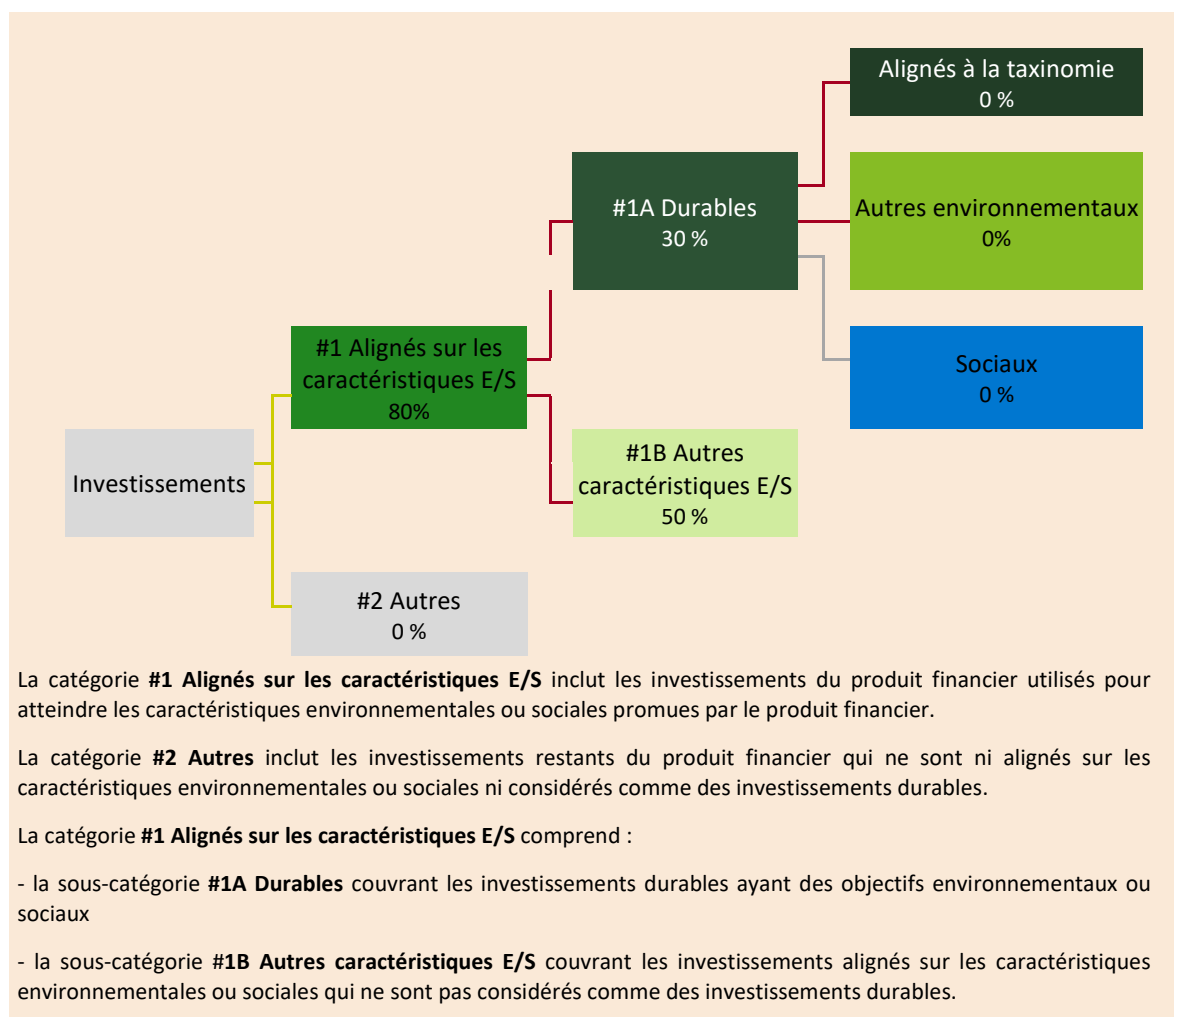 Alignés à la taxinomie
0 %
#1A Durables
30 %
Autres environnementaux
0%
#1 Alignés sur les
caractéristiques E/S
80%
Sociaux
0 %
Investissements
#1B Autres
caractéristiques E/S
50 %
#2 Autres
0 %
La catégorie #1 Alignés sur les caractéristiques E/S inclut les investissements du produit financier utilisés pour
atteindre les caractéristiques environnementales ou sociales promues par le produit financier.
La catégorie #2 Autres inclut les investissements restants du produit financier qui ne sont ni alignés sur les
caractéristiques environnementales ou sociales ni considérés comme des investissements durables.
La catégorie #1 Alignés sur les caractéristiques E/S comprend :
- la sous-catégorie #1A Durables couvrant les investissements durables ayant des objectifs environnementaux ou
sociaux
- la sous-catégorie #1B Autres caractéristiques E/S couvrant les investissements alignés sur les caractéristiques
environnementales ou sociales qui ne sont pas considérés comme des investissements durables.